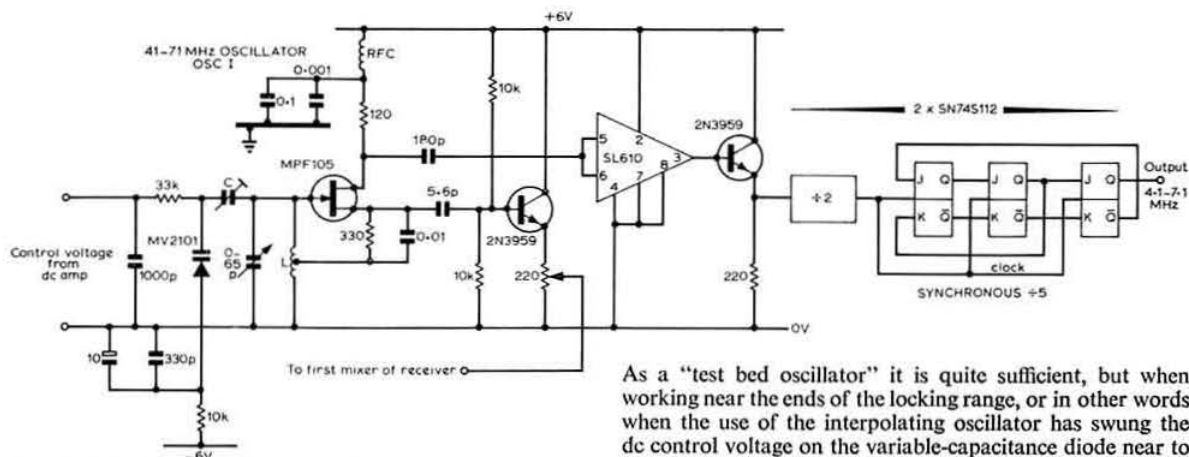 +6V
41-71 MHz OSCILLATOR
OSC I
RFC
0·001
0·1
120
10k
2 x SN74S112
2N3959
180p
5
6
2
SL610
8
3
4
7
MPF105
33k
C
5·6p
÷2
J Q
J Q
J Q
Output
4·1-7·1
MHz
K Q̅
K Q̅
K Q̅
MV2101
0-
65
p
330
0·01
2N3959
Control voltage
from
dc amp
1000p
L
10k
220
220
clock
SYNCHRONOUS ÷5
0V
10
330p
To first mixer of receiver
10k
-6V
As a “test bed oscillator” it is quite sufficient, but when
working near the ends of the locking range, or in other words
when the use of the interpolating oscillator has swung the
dc control voltage on the variable-capacitance diode near to